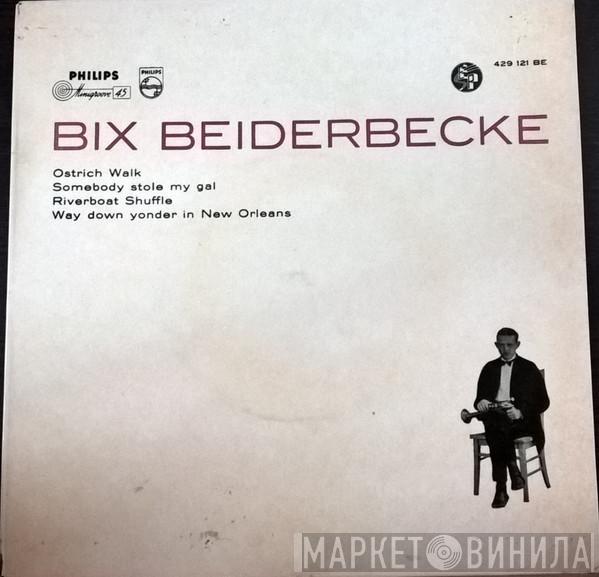 PHILIPS
Minigroove 45
PHILIPS
EP
429 121 BE
BIX BEIDERBECKE
Ostrich Walk
Somebody stole my gal
Riverboat Shuffle
Way down yonder in New Orleans
МАРКЕТ ВИНИЛА